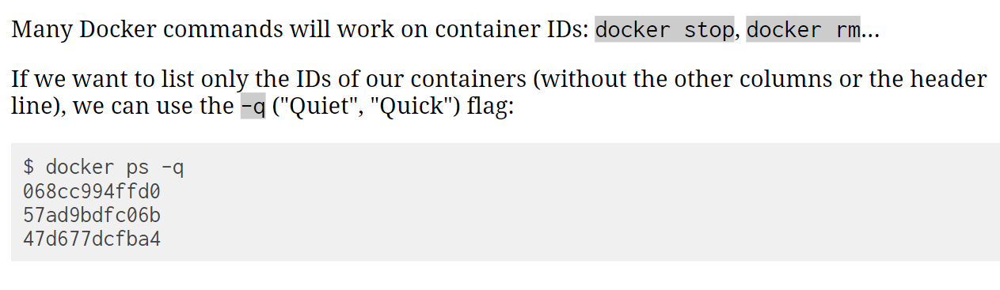 Many Docker commands will work on container IDs: docker stop, docker rm...
If we want to list only the IDs of our containers (without the other columns or the header
line), we can use the -q ("Quiet", "Quick") flag:
$ docker ps -q
068cc994ffd0
57ad9bdfc06b
47d677dcfba4